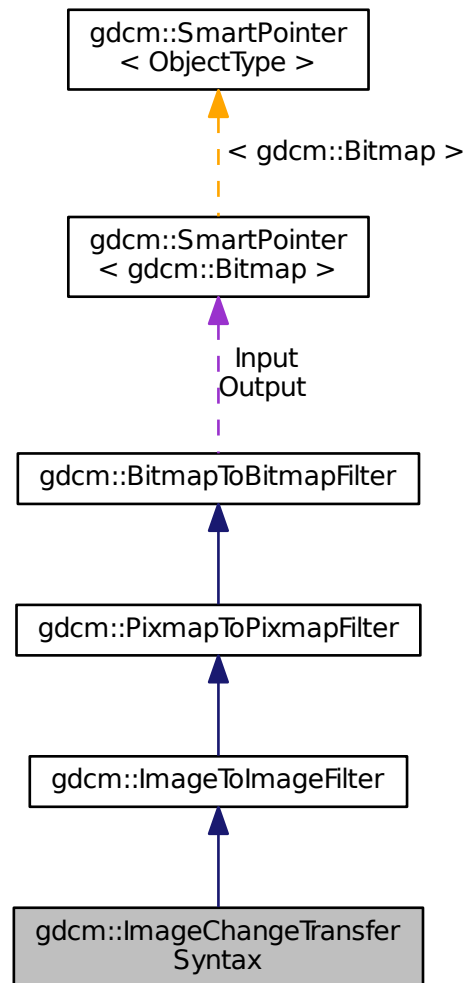 gdcm::SmartPointer
< ObjectType >
< gdcm::Bitmap >
gdcm::SmartPointer
< gdcm::Bitmap >
Input
Output
gdcm::BitmapToBitmapFilter
gdcm::PixmapToPixmapFilter
gdcm::ImageToImageFilter
gdcm::ImageChangeTransfer
Syntax